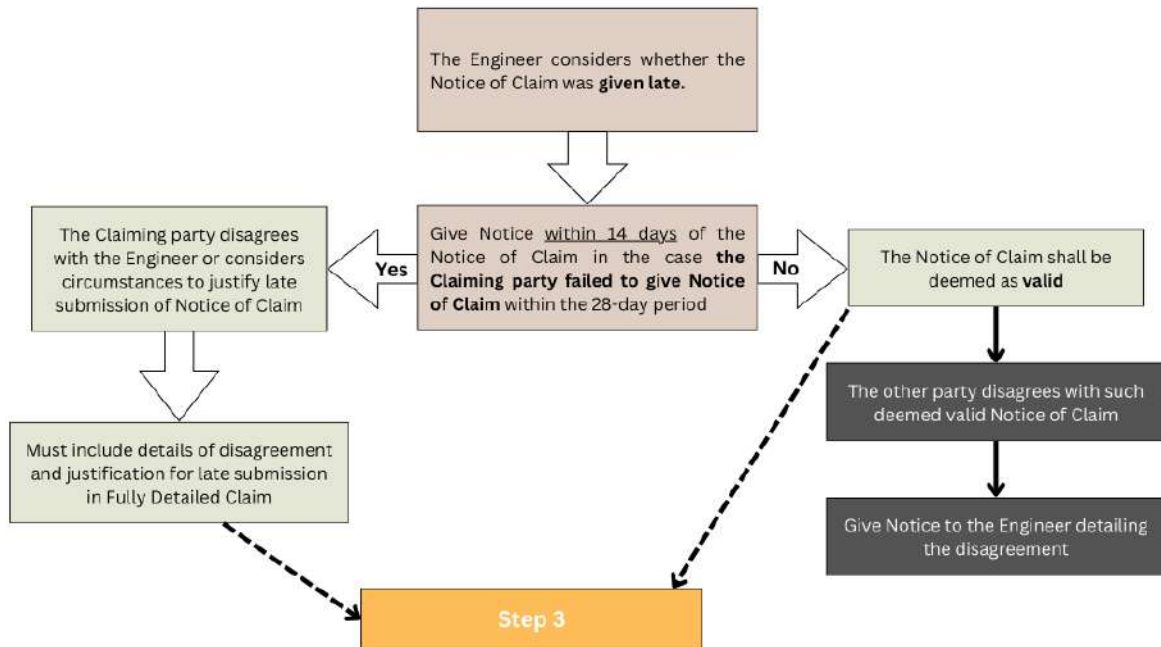 The Engineer considers whether the
Notice of Claim was given late.
The Claiming party disagrees
with the Engineer or considers
circumstances to justify late
submission of Notice of Claim
Yes
Give Notice within 14 days of the
Notice of Claim in the case the
Claiming party failed to give Notice
of Claim within the 28-day period
No
The Notice of Claim shall be
deemed as valid
The other party disagrees with such
deemed valid Notice of Claim
Must include details of disagreement
and justification for late submission
in Fully Detailed Claim
Give Notice to the Engineer detailing
the disagreement
Step 3